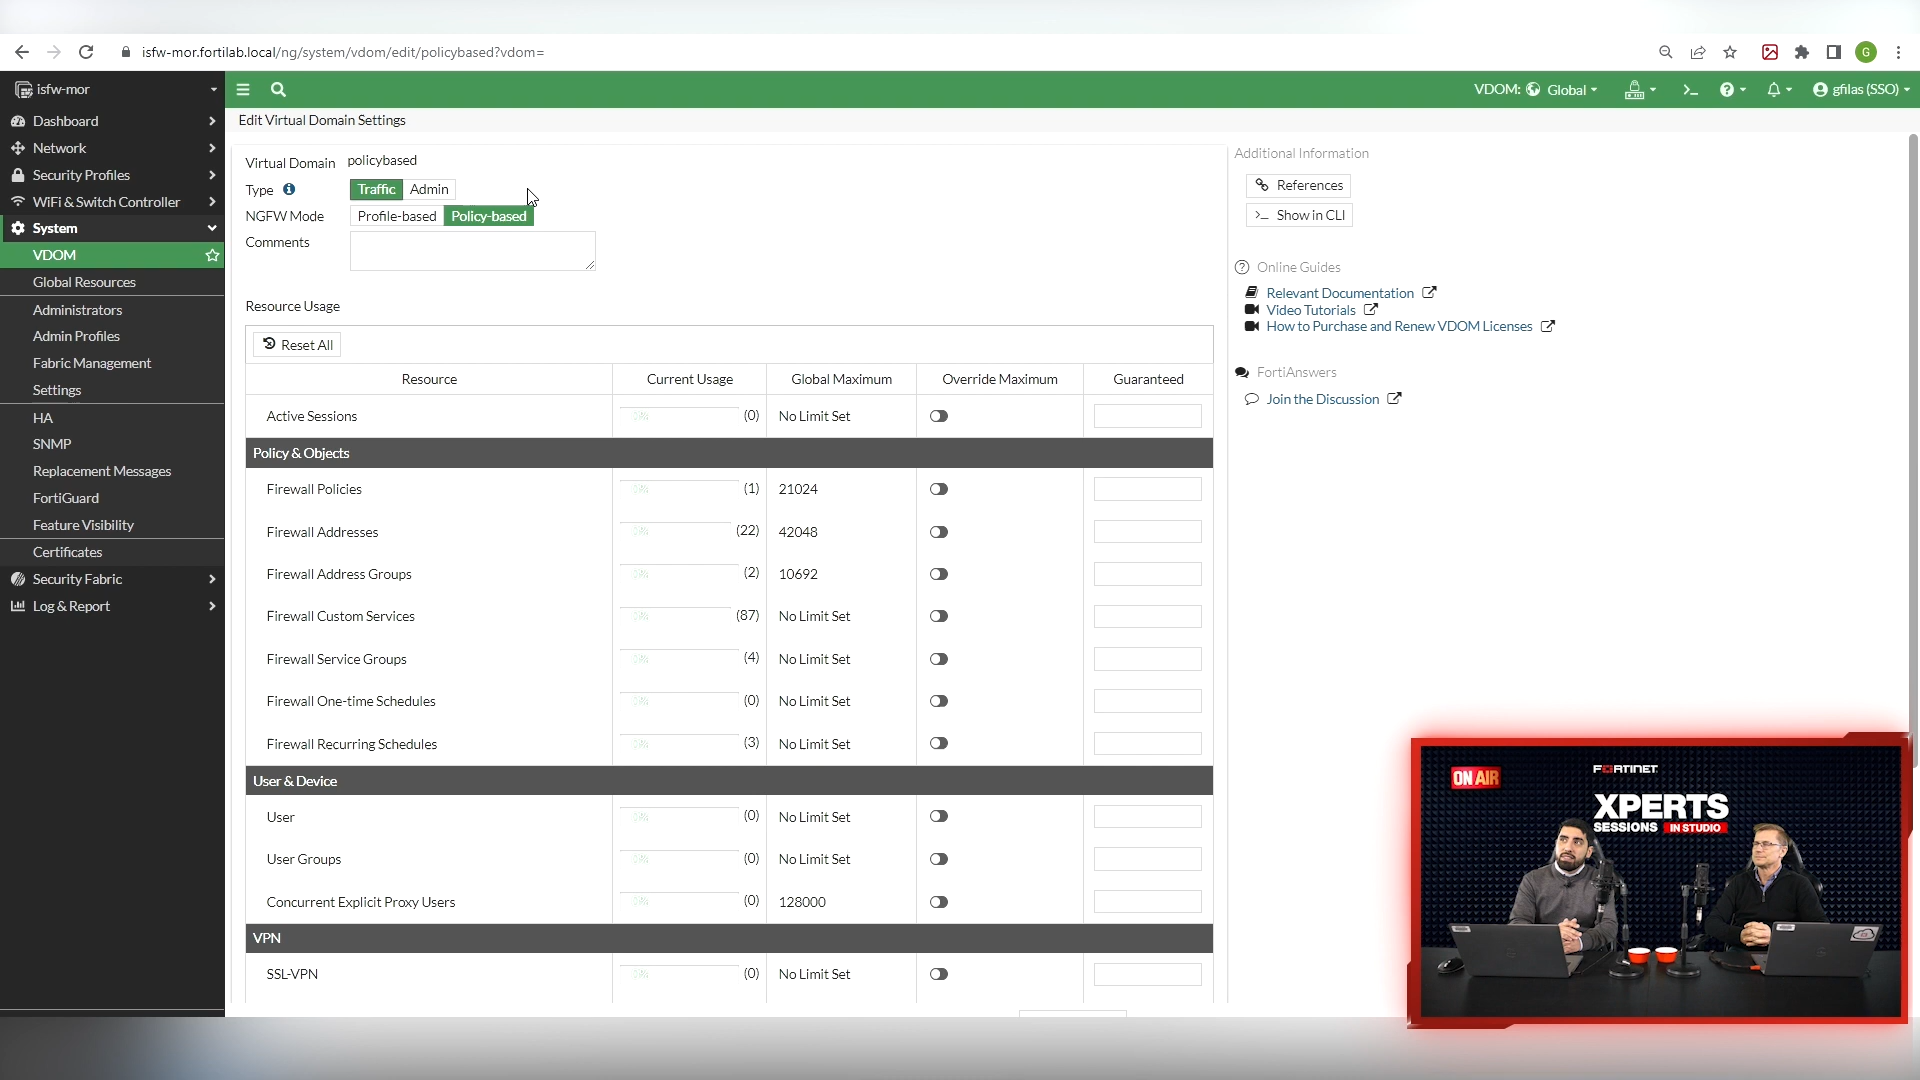 isfw-mor.fortilab.local/ng/system/vdom/edit/policybased?vdom=
G
isfw-mor
VDOM: Global
gfilas (SSO)
Dashboard
Network
Security Profiles
WiFi & Switch Controller
System
VDOM
Global Resources
Administrators
Admin Profiles
Fabric Management
Settings
HA
SNMP
Replacement Messages
FortiGuard
Feature Visibility
Certificates
Security Fabric
Log & Report
Edit Virtual Domain Settings
Virtual Domain policybased
Type Traffic Admin
NGFW Mode Profile-based Policy-based
Comments
Resource Usage
Reset All
Resource Current Usage Global Maximum Override Maximum Guaranteed
Active Sessions (0) No Limit Set
Policy & Objects
Firewall Policies (1) 21024
Firewall Addresses (22) 42048
Firewall Address Groups (2) 10692
Firewall Custom Services (87) No Limit Set
Firewall Service Groups (4) No Limit Set
Firewall One-time Schedules (0) No Limit Set
Firewall Recurring Schedules (3) No Limit Set
User & Device
User (0) No Limit Set
User Groups (0) No Limit Set
Concurrent Explicit Proxy Users (0) 128000
VPN
SSL-VPN (0) No Limit Set
Additional Information
References
>_ Show in CLI
Online Guides
Relevant Documentation
Video Tutorials
How to Purchase and Renew VDOM Licenses
FortiAnswers
Join the Discussion
ON AIR
FORTINET
XPERTS
SESSIONS IN STUDIO